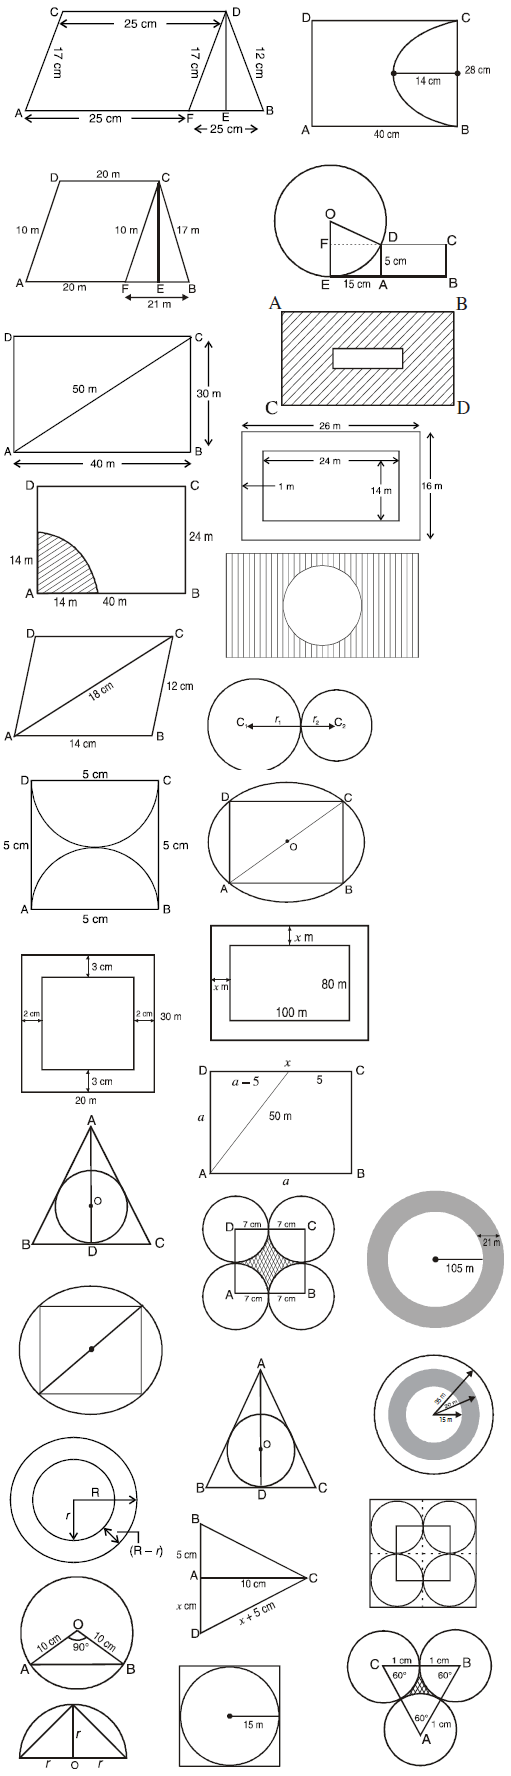 C D
25 cm
17 cm 17 cm 12 cm
A F E B
25 cm
25 cm
D C
14 cm 28 cm
A B
40 cm
20 m
D C
10 m 10 m 17 m
A F E B
20 m
21 m
O
F D C
5 cm
E A B
15 cm
A B
C D
D C
50 m 30 m
A B
40 m
26 m
24 m
1 m 14 m 16 m
D C
24 m
14 m
A B
14 m 40 m
D C
18 cm 12 cm
A B
14 cm
C₁ r₁ r₂ C₂
5 cm
D C
5 cm 5 cm
A B
5 cm
D C
O
A B
3 cm
2 cm 2 cm 30 m
3 cm
20 m
x m
x m 80 m
100 m
x
D C
a – 5 5
a 50 m
A B
a
A
O
B D C
D 7 cm 7 cm C
A 7 cm 7 cm B
21 m
105 m
A
O
B D C
35 m
15 m
R
r
(R – r)
B
5 cm
A 10 cm C
x cm x + 5 cm
D
O
10 cm 10 cm
90°
A B
r
r O r
15 m
C 1 cm 1 cm B
60° 60°
60° 1 cm
A